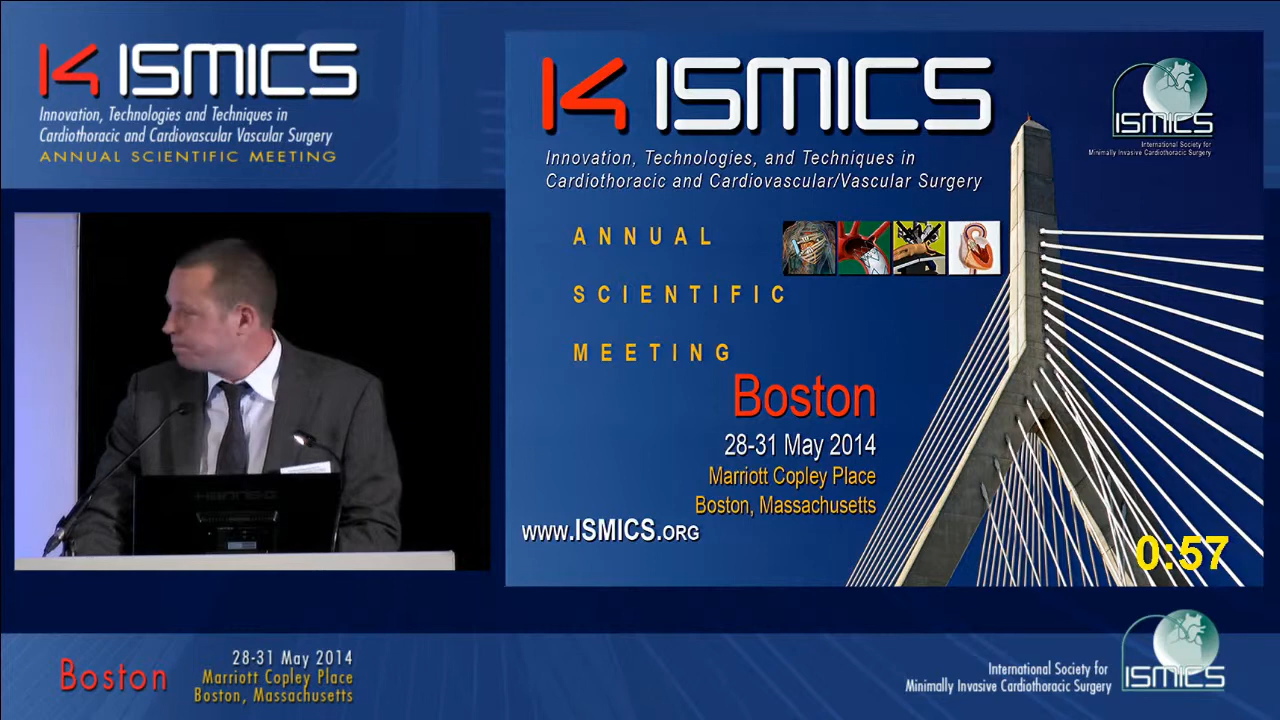 14 ISMICS
Innovation, Technologies and Techniques in
Cardiothoracic and Cardiovascular Vascular Surgery
ANNUAL SCIENTIFIC MEETING
14 ISMICS
Innovation, Technologies, and Techniques in
Cardiothoracic and Cardiovascular/Vascular Surgery
ISMICS
International Society for
Minimally Invasive Cardiothoracic Surgery
ANNUAL
SCIENTIFIC
MEETING
Boston
28-31 May 2014
Marriott Copley Place
Boston, Massachusetts
www.ISMICS.ORG
0:57
Boston
28-31 May 2014
Marriott Copley Place
Boston, Massachusetts
International Society for
Minimally Invasive Cardiothoracic Surgery
ISMICS